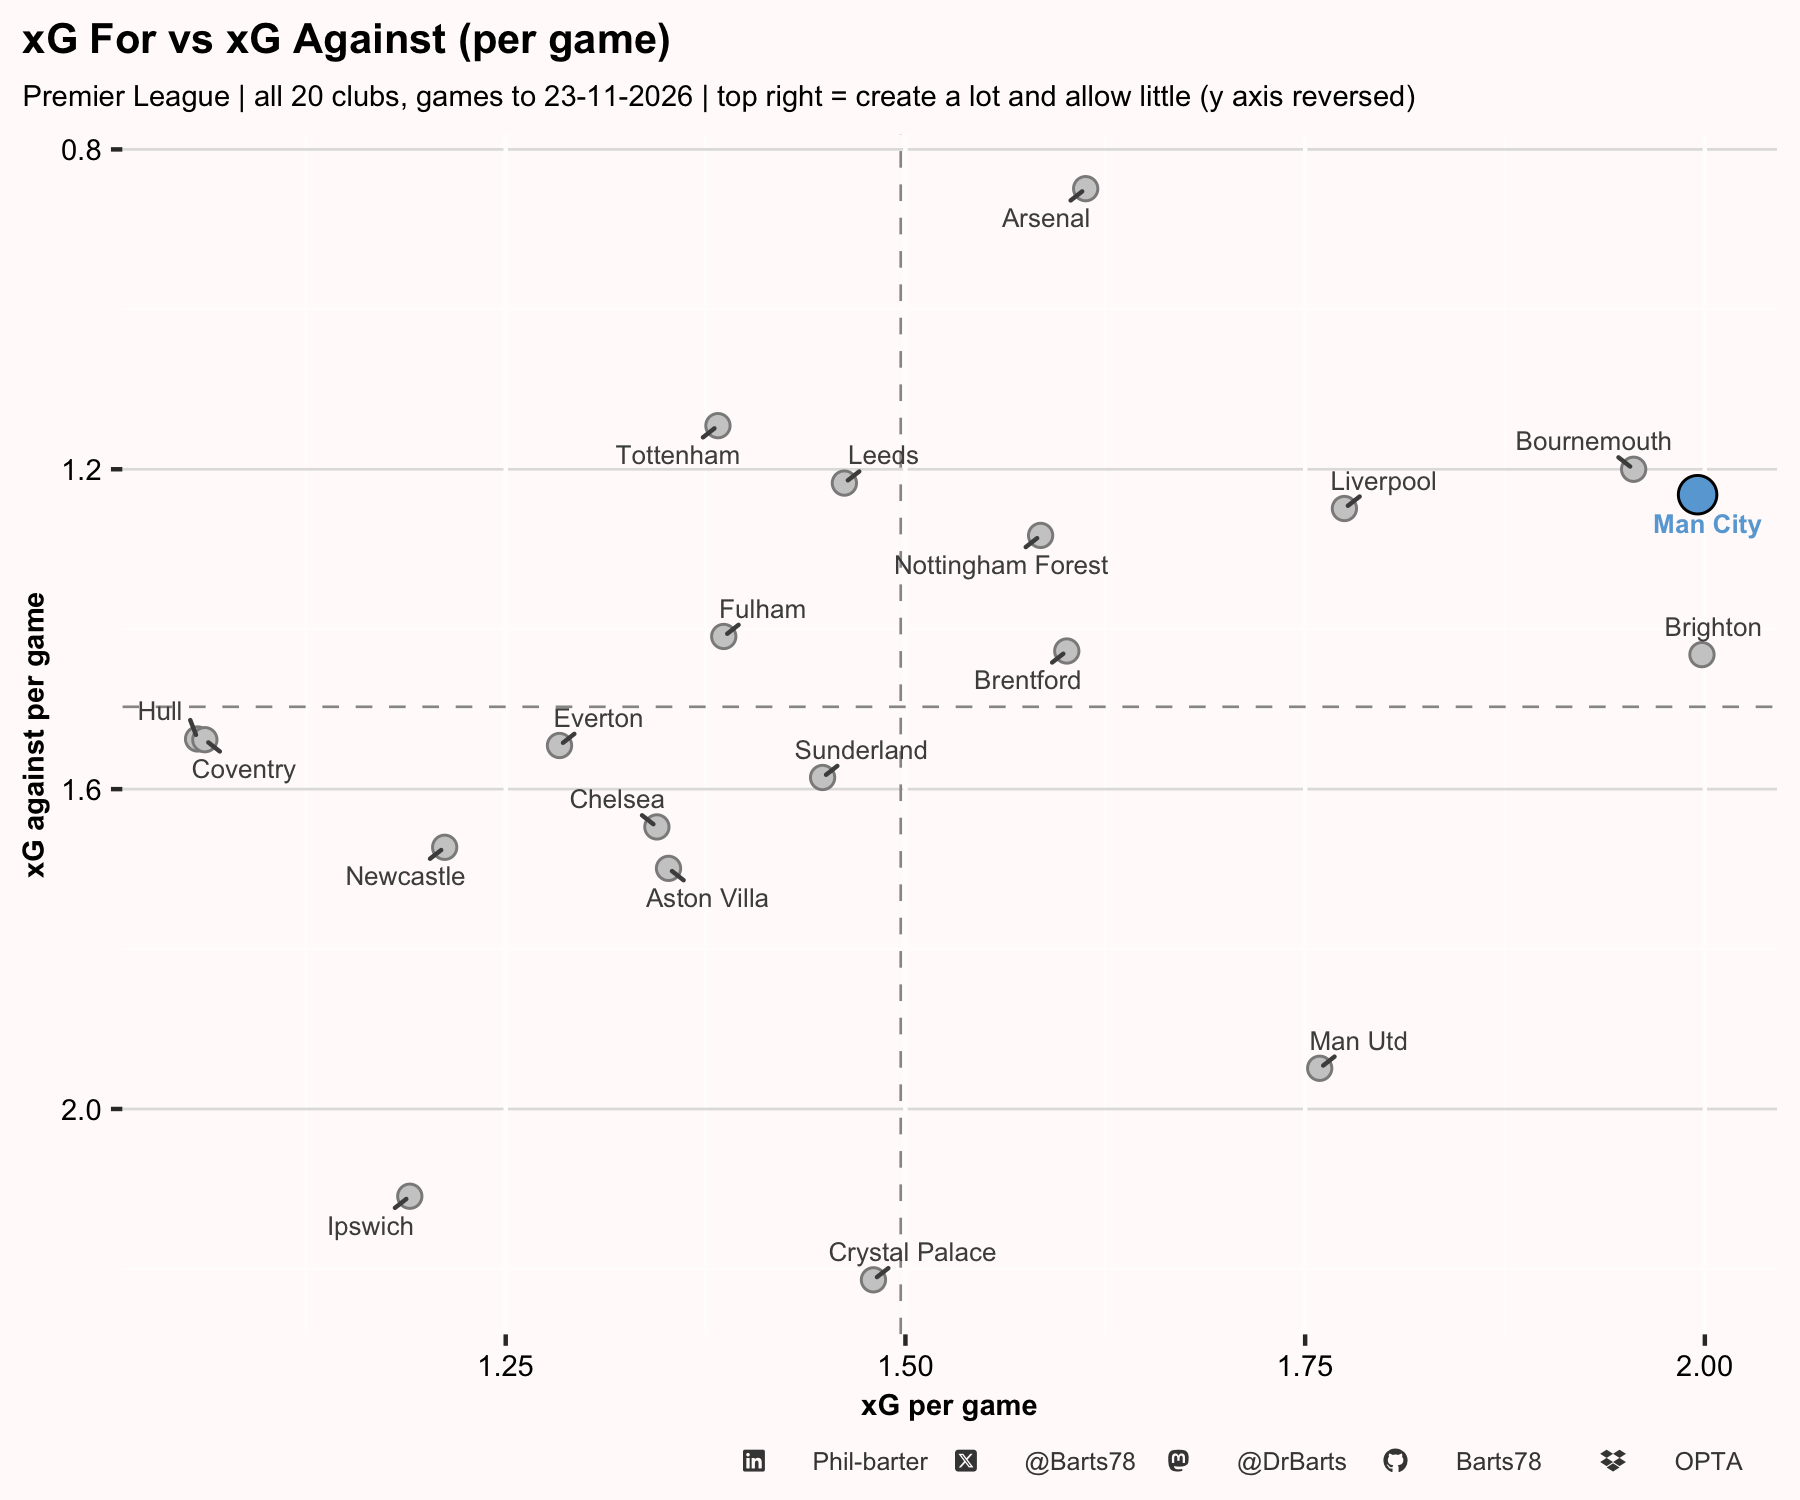 xG For vs xG Against (per game)
Premier League | all 20 clubs, games to 23-11-2026 | top right = create a lot and allow little (y axis reversed)
0.8
Arsenal
Tottenham
Leeds
Bournemouth
1.2
Liverpool
Man City
Nottingham Forest
Fulham
Brighton
Brentford
xG against per game
Hull
Everton
Coventry
Sunderland
1.6
Chelsea
Newcastle
Aston Villa
Man Utd
2.0
Ipswich
Crystal Palace
1.25 1.50 1.75 2.00
xG per game
Phil-barter @Barts78 @DrBarts Barts78 OPTA